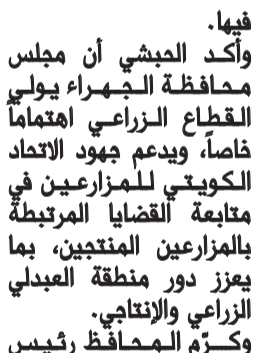 فيها.
وأكد الحبشي أن مجلس
محافظة الجهراء يولي
القطاع الزراعي اهتماماً
خاصاً، ويدعم جهود الاتحاد
الكويتي للمزارعين في
متابعة القضايا المرتبطة
بالمزارعين المنتجين، بما
يعزز دور منطقة العبدلي
الزراعي والإنتاجي.
وكرّم المحافظ رئيس